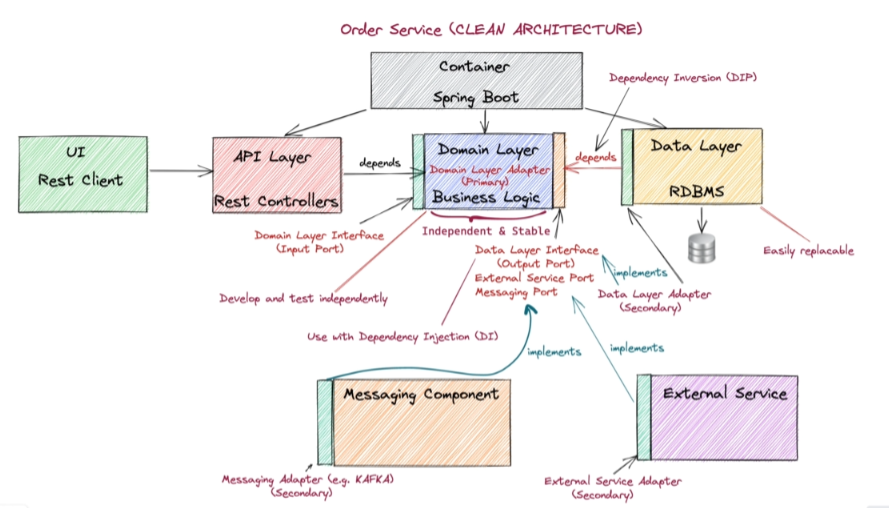 Order Service (CLEAN ARCHITECTURE)
Container
Spring Boot
Dependency Inversion (DIP)
UI
Rest Client
API Layer
Rest Controllers
depends
Domain Layer
Domain Layer Adapter
(Primary)
Business Logic
depends
Data Layer
RDBMS
Independent & Stable
Domain Layer Interface
(Input Port)
Data Layer Interface
(Output Port)
External Service Port
Messaging Port
implements
Easily replacable
Develop and test independently
Data Layer Adapter
(Secondary)
Use with Dependency Injection (DI)
implements
implements
Messaging Component
External Service
Messaging Adapter (e.g. KAFKA)
(Secondary)
External Service Adapter
(Secondary)